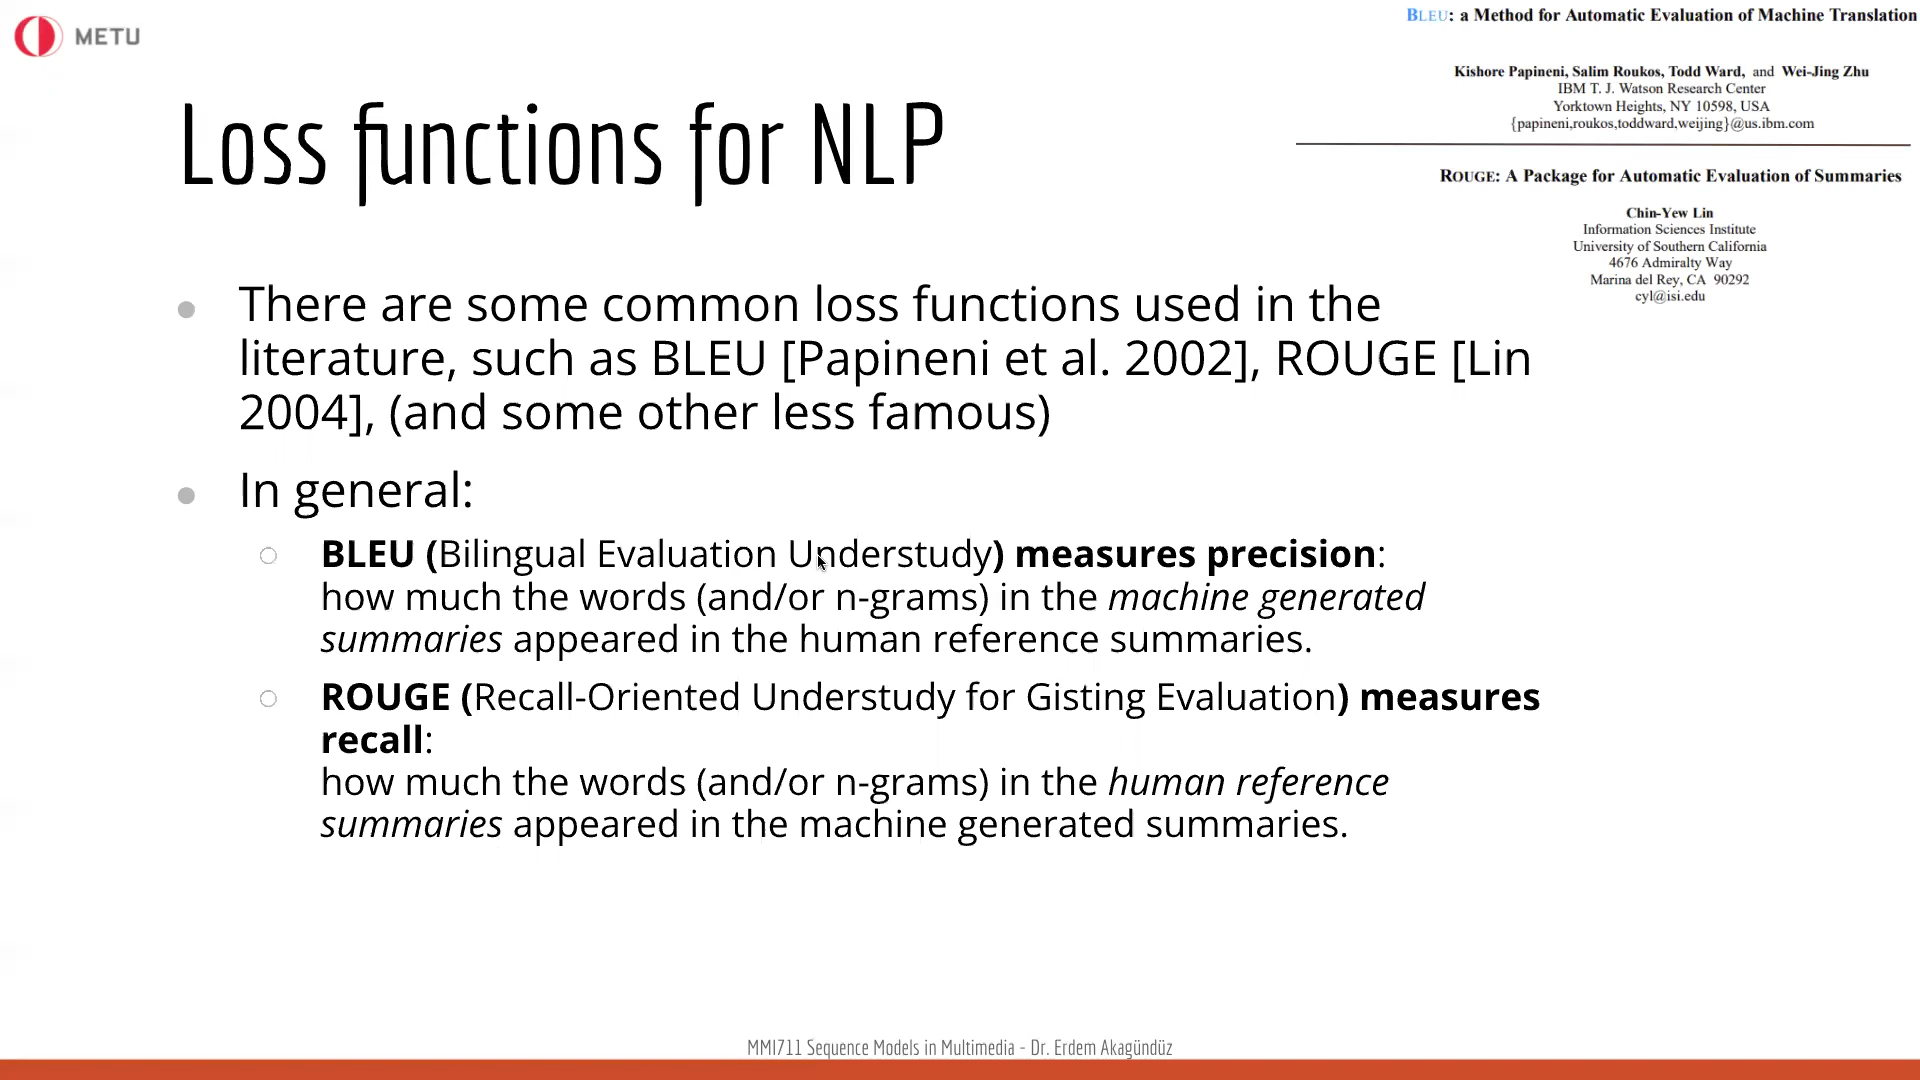 METU
BLEU: a Method for Automatic Evaluation of Machine Translation
Kishore Papineni, Salim Roukos, Todd Ward, and Wei-Jing Zhu
IBM T. J. Watson Research Center
Yorktown Heights, NY 10598, USA
{papineni,roukos,toddward,weijing}@us.ibm.com
ROUGE: A Package for Automatic Evaluation of Summaries
Chin-Yew Lin
Information Sciences Institute
University of Southern California
4676 Admiralty Way
Marina del Rey, CA 90292
cyl@isi.edu
Loss functions for NLP
There are some common loss functions used in the
literature, such as BLEU [Papineni et al. 2002], ROUGE [Lin
2004], (and some other less famous)
In general:
BLEU (Bilingual Evaluation Understudy) measures precision:
how much the words (and/or n-grams) in the machine generated
summaries appeared in the human reference summaries.
ROUGE (Recall-Oriented Understudy for Gisting Evaluation) measures
recall:
how much the words (and/or n-grams) in the human reference
summaries appeared in the machine generated summaries.
MMI711 Sequence Models in Multimedia - Dr. Erdem Akagündüz